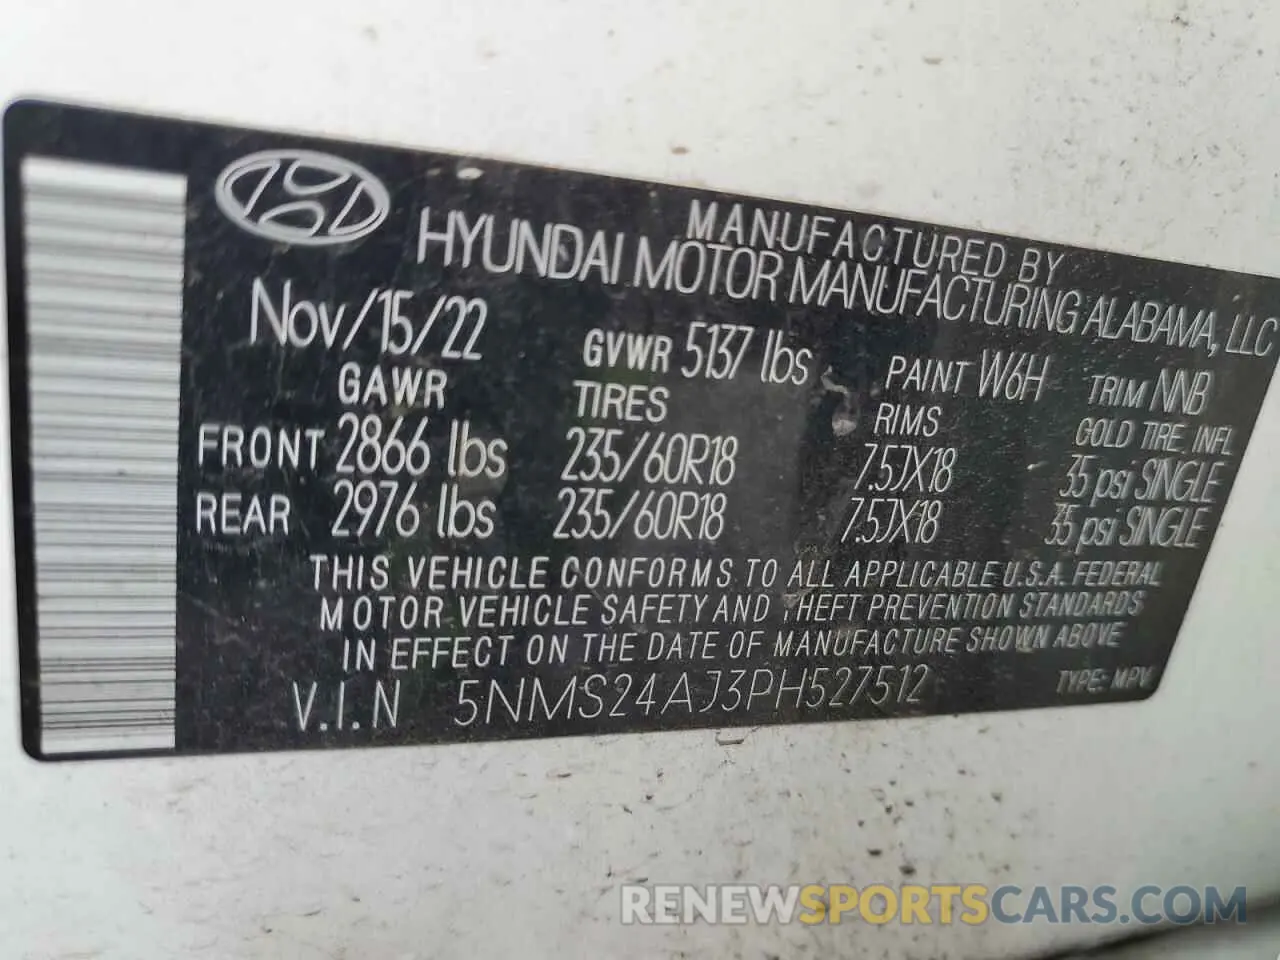 MANUFACTURED BY
HYUNDAI MOTOR MANUFACTURING ALABAMA, LLC
Nov/15/22 GVWR 5137 lbs PAINT W6H TRIM NNB
GAWR TIRES RIMS COLD TIRE INFL
FRONT 2866 lbs 235/60R18 7.5JX18 35 psi SINGLE
REAR 2976 lbs 235/60R18 7.5JX18 35 psi SINGLE
THIS VEHICLE CONFORMS TO ALL APPLICABLE U.S.A. FEDERAL
MOTOR VEHICLE SAFETY AND THEFT PREVENTION STANDARDS
IN EFFECT ON THE DATE OF MANUFACTURE SHOWN ABOVE
V.I.N 5NMS24AJ3PH527512 TYPE: MPV
RENEWSPORTSCARS.COM